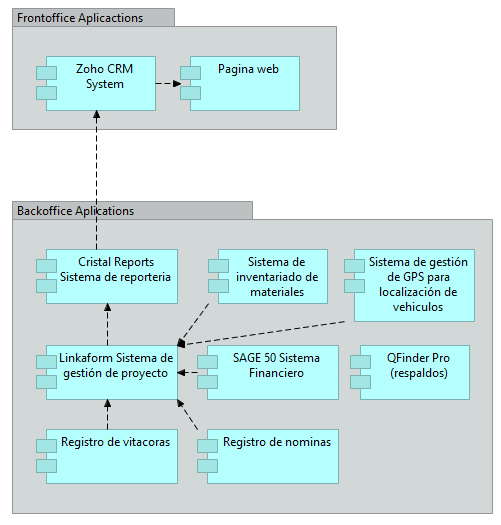 Frontoffice Aplicactions
Zoho CRM
System
Pagina web
Backoffice Aplications
Cristal Reports
Sistema de reporteria
Sistema de
inventariado de
materiales
Sistema de gestión
de GPS para
localización de
vehiculos
Linkaform Sistema de
gestión de proyecto
SAGE 50 Sistema
Financiero
QFinder Pro
(respaldos)
Registro de vitacoras
Registro de nominas